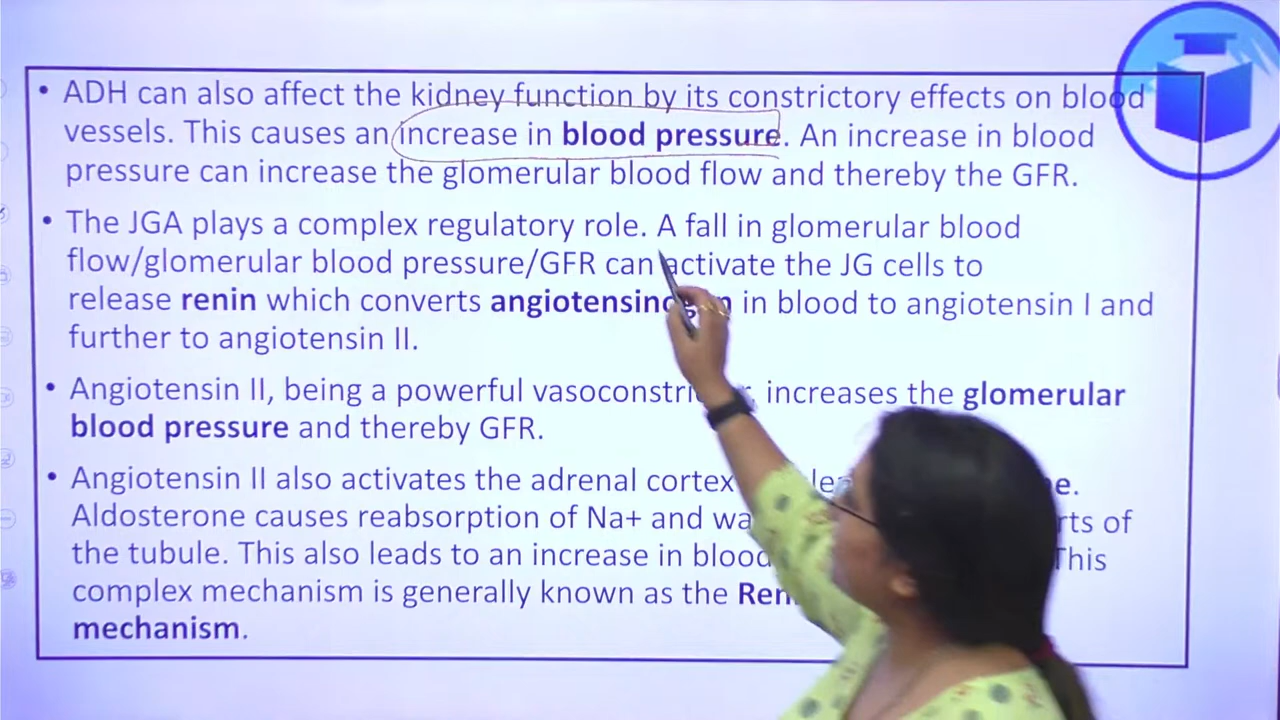 • ADH can also affect the kidney function by its constrictory effects on blood
vessels. This causes an increase in blood pressure. An increase in blood
pressure can increase the glomerular blood flow and thereby the GFR.
• The JGA plays a complex regulatory role. A fall in glomerular blood
flow/glomerular blood pressure/GFR can activate the JG cells to
release renin which converts angiotensinogen in blood to angiotensin I and
further to angiotensin II.
• Angiotensin II, being a powerful vasoconstrictor, increases the glomerular
blood pressure and thereby GFR.
• Angiotensin II also activates the adrenal cortex
Aldosterone causes reabsorption of Na+ and of
the tubule. This also leads to an increase in blood This
complex mechanism is generally known as the
mechanism.